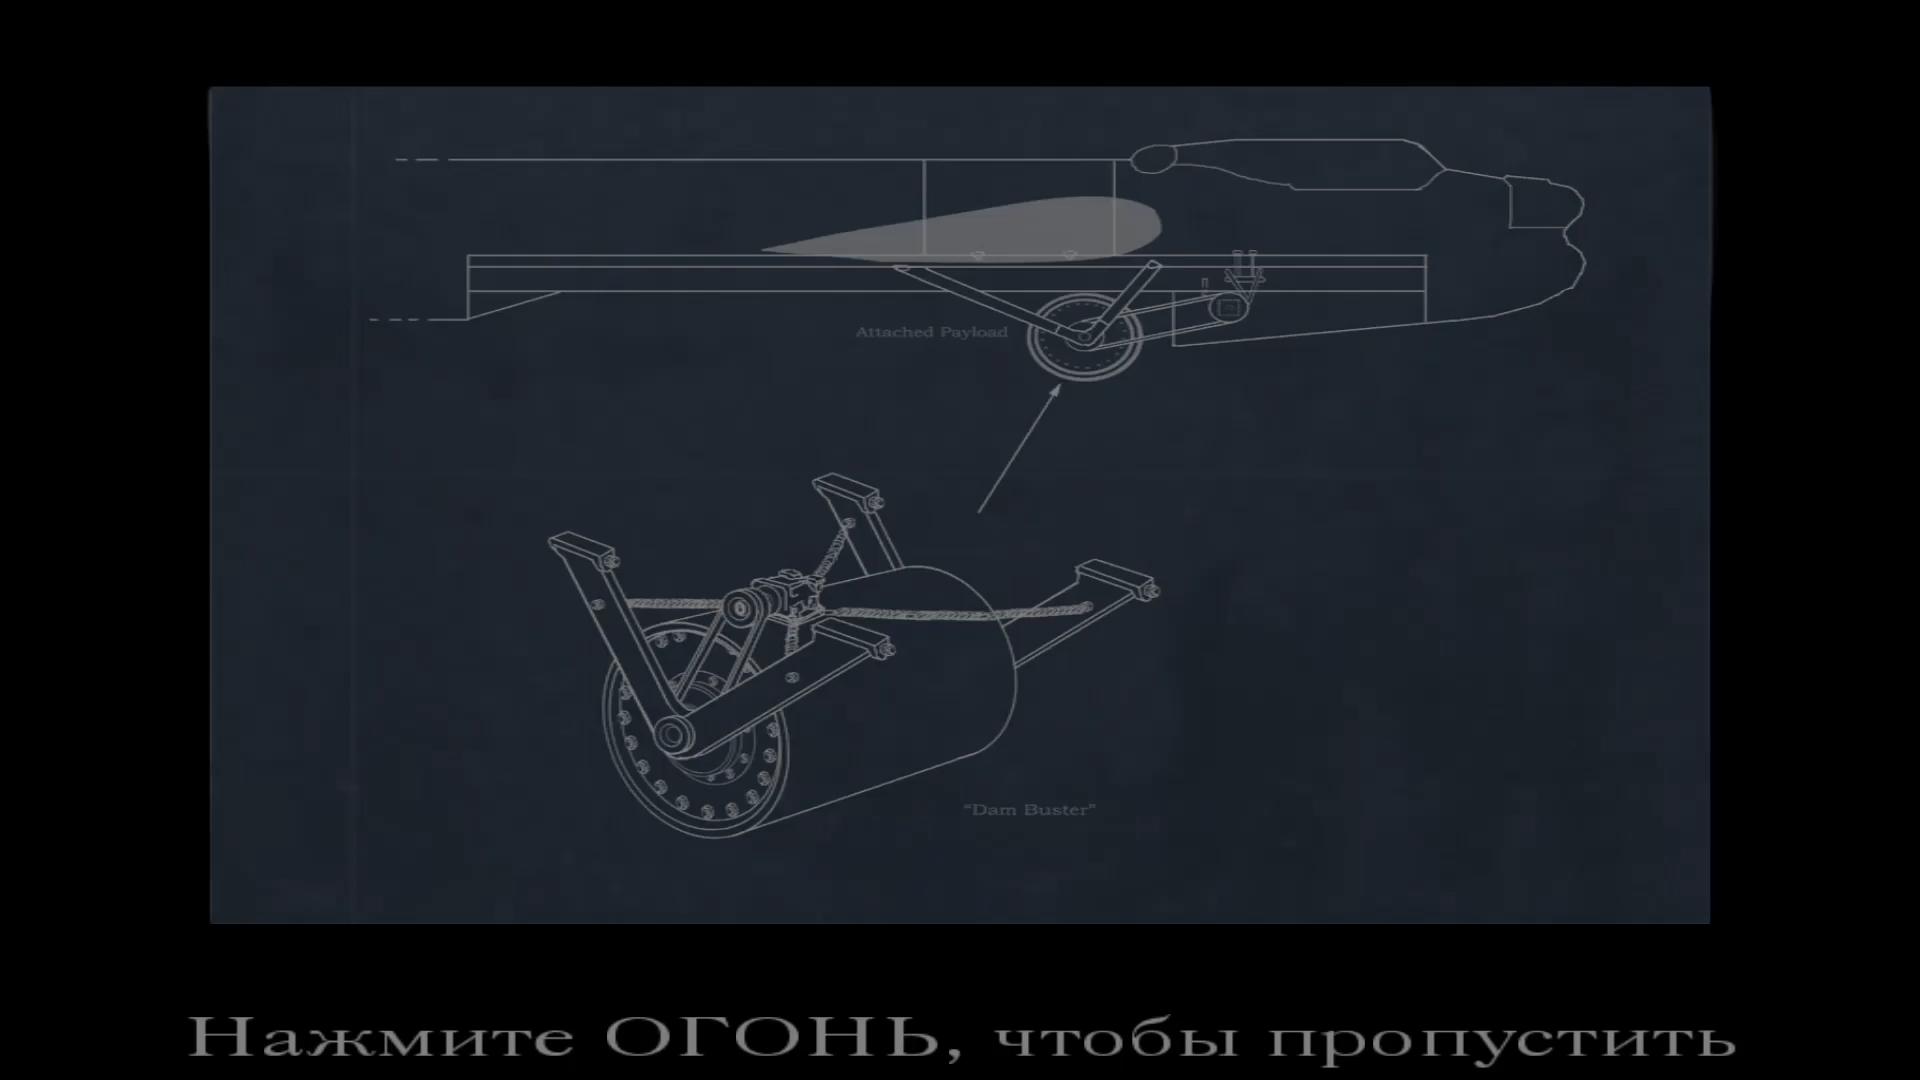 Attached Payload
“Dam Buster”
Нажмите ОГОНЬ, чтобы пропустить